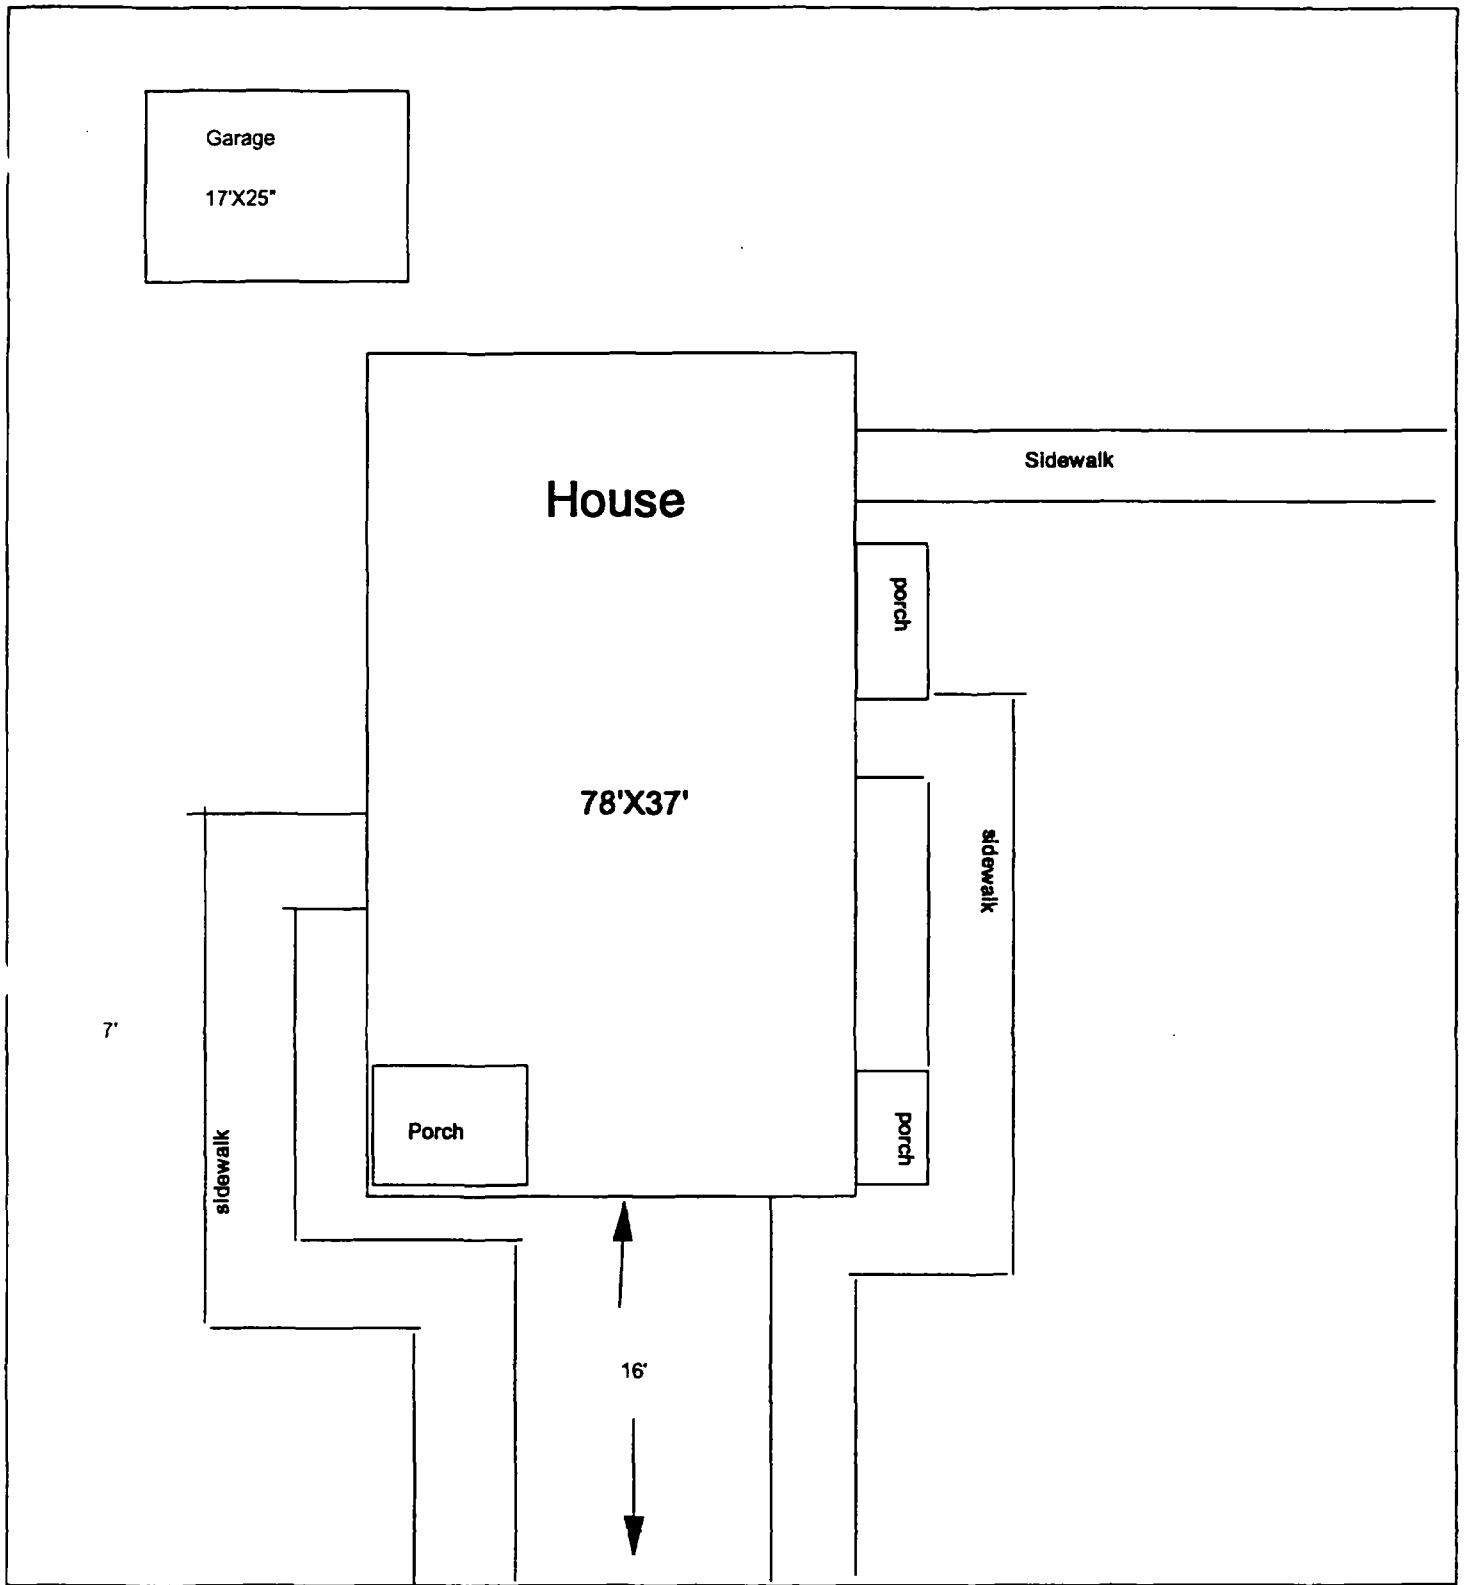 Garage
17'X25"
Sidewalk
House
porch
78'X37'
sidewalk
7'
Porch
porch
sidewalk
16'